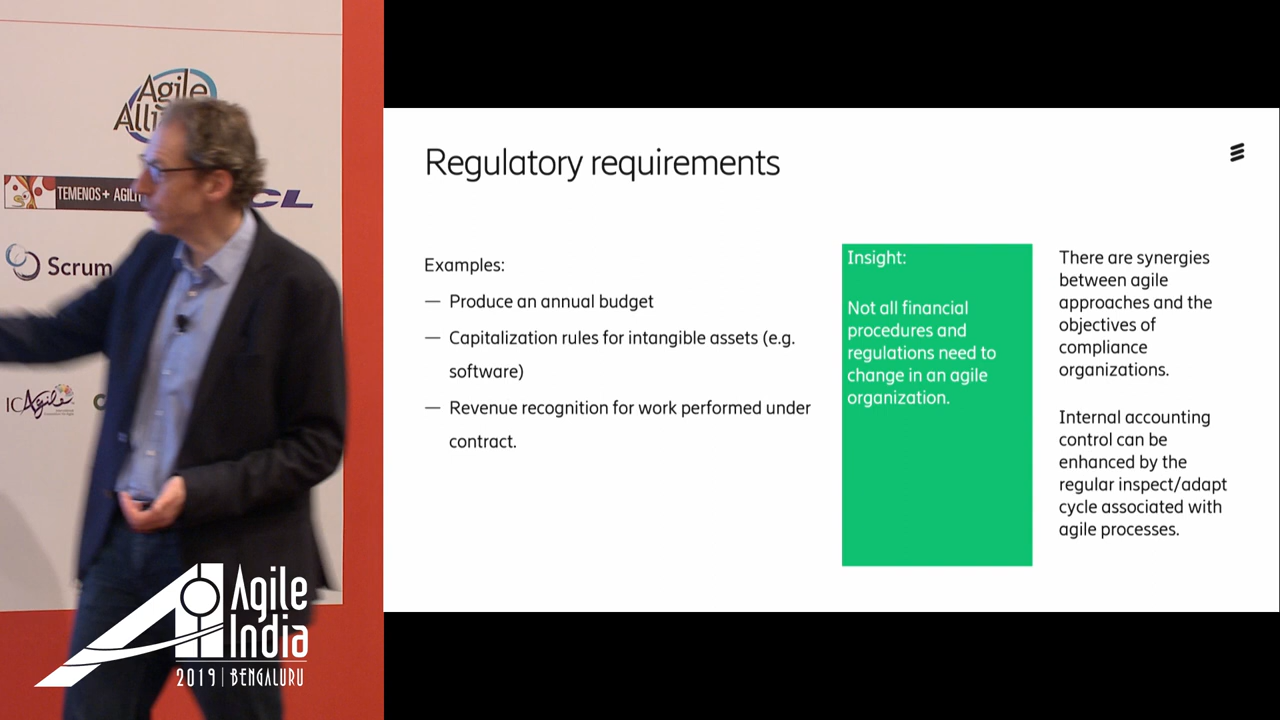 Agile
TEMENOS+
CL
Scrum
ICAgile
Agile
India
2019 | BENGALURU
Regulatory requirements
Examples:
— Produce an annual budget
— Capitalization rules for intangible assets (e.g.
software)
— Revenue recognition for work performed under
contract.
Insight:
Not all financial
procedures and
regulations need to
change in an agile
organization.
There are synergies
between agile
approaches and the
objectives of
compliance
organizations.
Internal accounting
control can be
enhanced by the
regular inspect/adapt
cycle associated with
agile processes.